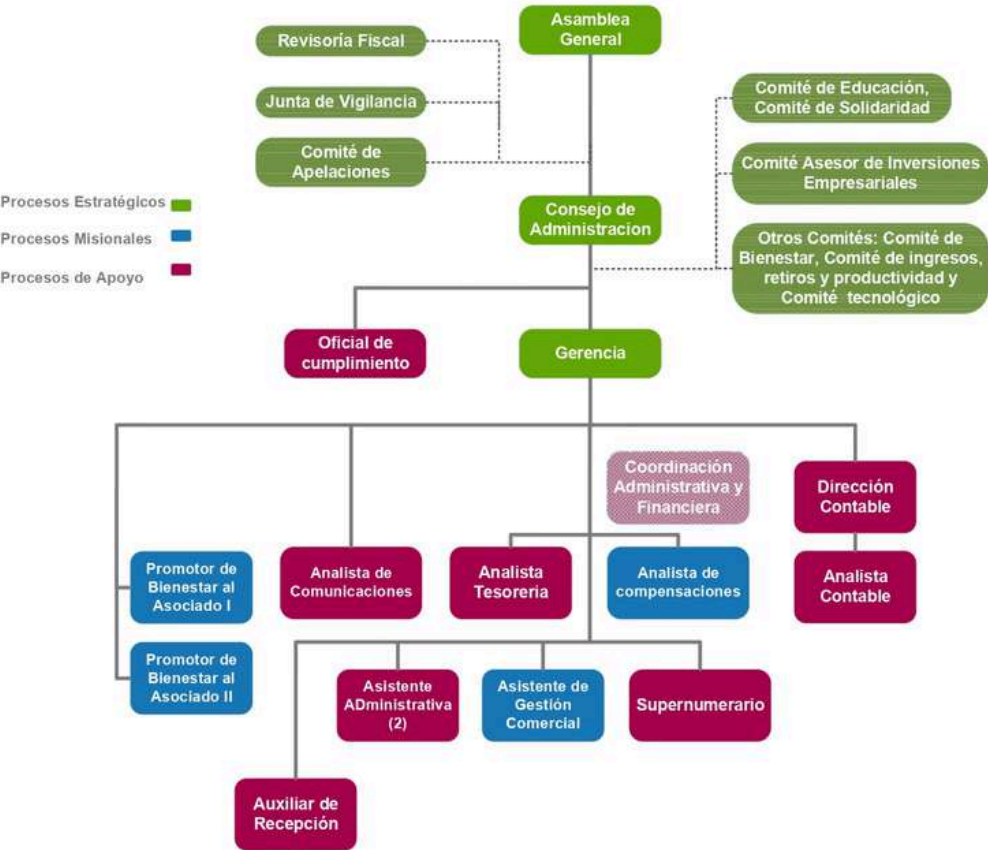 Asamblea
General
Revisoría Fiscal
Junta de Vigilancia
Comité de
Apelaciones
Comité de Educación,
Comité de Solidaridad
Comité Asesor de Inversiones
Empresariales
Otros Comités: Comité de
Bienestar, Comité de ingresos,
retiros y productividad y
Comité tecnológico
Procesos Estratégicos
Procesos Misionales
Procesos de Apoyo
Consejo de
Administracion
Oficial de
cumplimiento
Gerencia
Coordinación
Administrativa y
Financiera
Dirección
Contable
Promotor de
Bienestar al
Asociado I
Analista de
Comunicaciones
Analista
Tesoreria
Analista de
compensaciones
Analista
Contable
Promotor de
Bienestar al
Asociado II
Asistente
ADministrativa
(2)
Asistente de
Gestión
Comercial
Supernumerario
Auxiliar de
Recepción